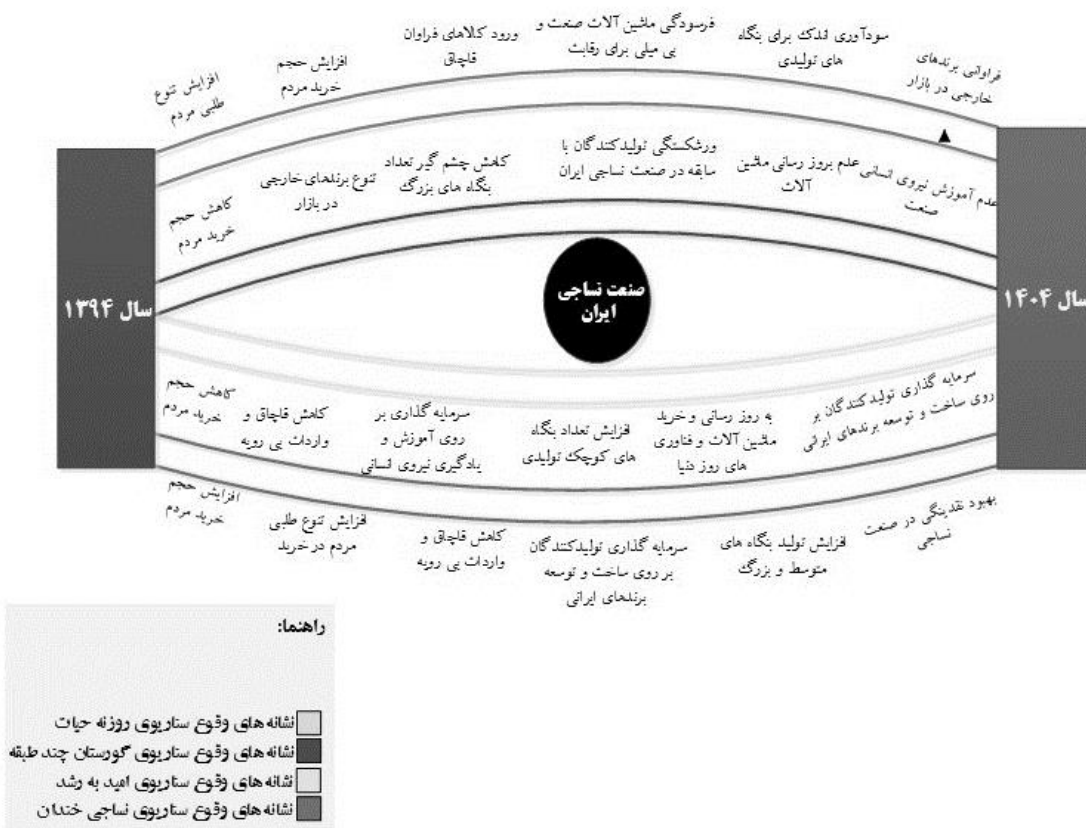 فراوانی برندهای
خارجی در بازار
سودآوری اندک برای بنگاه
های تولیدی
فرسودگی ماشین آلات صنعت و
بی میلی برای رقابت
ورود کالاهای فراوان
قاچاق
افزایش حجم
خرید مردم
افزایش تنوع
طلبی مردم
عدم آموزش نیروی انسانی
صنعت
عدم بروز رسانی ماشین
آلات
ورشکستگی تولیدکنندگان با
سابقه در صنعت نساجی ایران
کاهش چشم گیر تعداد
بنگاه های بزرگ
تنوع برندهای خارجی
در بازار
کاهش حجم
خرید مردم
سال ۱۴۰۴
صنعت نساجی
ایران
سال ۱۳۹۴
سرمایه گذاری تولیدکنندگان بر
روی ساخت و توسعه برندهای ایرانی
به روز رسانی و خرید
ماشین آلات و فناوری
های روز دنیا
افزایش تعداد بنگاه
های کوچک تولیدی
سرمایه گذاری بر
روی آموزش و
یادگیری نیروی انسانی
کاهش قاچاق و
واردات بی رویه
کاهش حجم
خرید مردم
بهبود نقدینگی در صنعت
نساجی
افزایش تولید بنگاه های
متوسط و بزرگ
سرمایه گذاری تولیدکنندگان
بر روی ساخت و توسعه
برندهای ایرانی
کاهش قاچاق و
واردات بی رویه
افزایش تنوع طلبی
مردم در خرید
افزایش حجم
خرید مردم
راهنما:
نشانه های وقوع سناریوی روزنه حیات
نشانه های وقوع سناریوی گورستان چند طبقه
نشانه های وقوع سناریوی امید به رشد
نشانه های وقوع سناریوی نساجی خندان